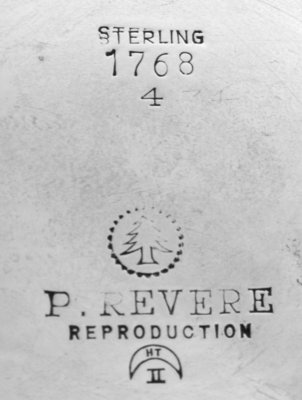 STERLING
1768
4
P. REVERE
REPRODUCTION
HT
II